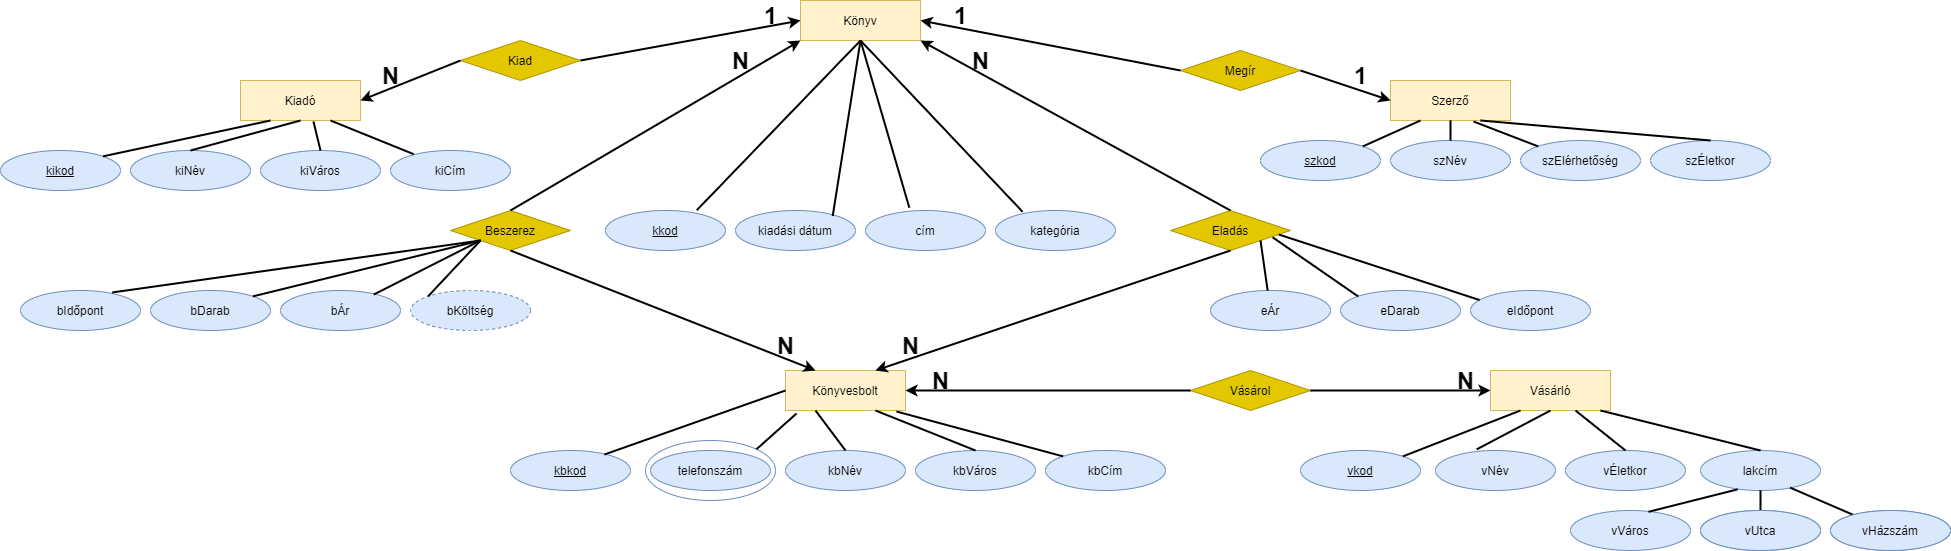 1
Könyv
1
Kiad
N
N
N
Megír
1
Kiadó
Szerző
kikod
kiNév
kiVáros
kiCím
szkod
szNév
szElérhetőség
szÉletkor
Beszerez
kkod
kiadási dátum
cím
kategória
Eladás
bIdőpont
bDarab
bÁr
bKöltség
eÁr
eDarab
eIdőpont
N
N
Könyvesbolt
N
Vásárol
N
Vásárló
kbkod
telefonszám
kbNév
kbVáros
kbCím
vkod
vNév
vÉletkor
lakcím
vVáros
vUtca
vHázszám